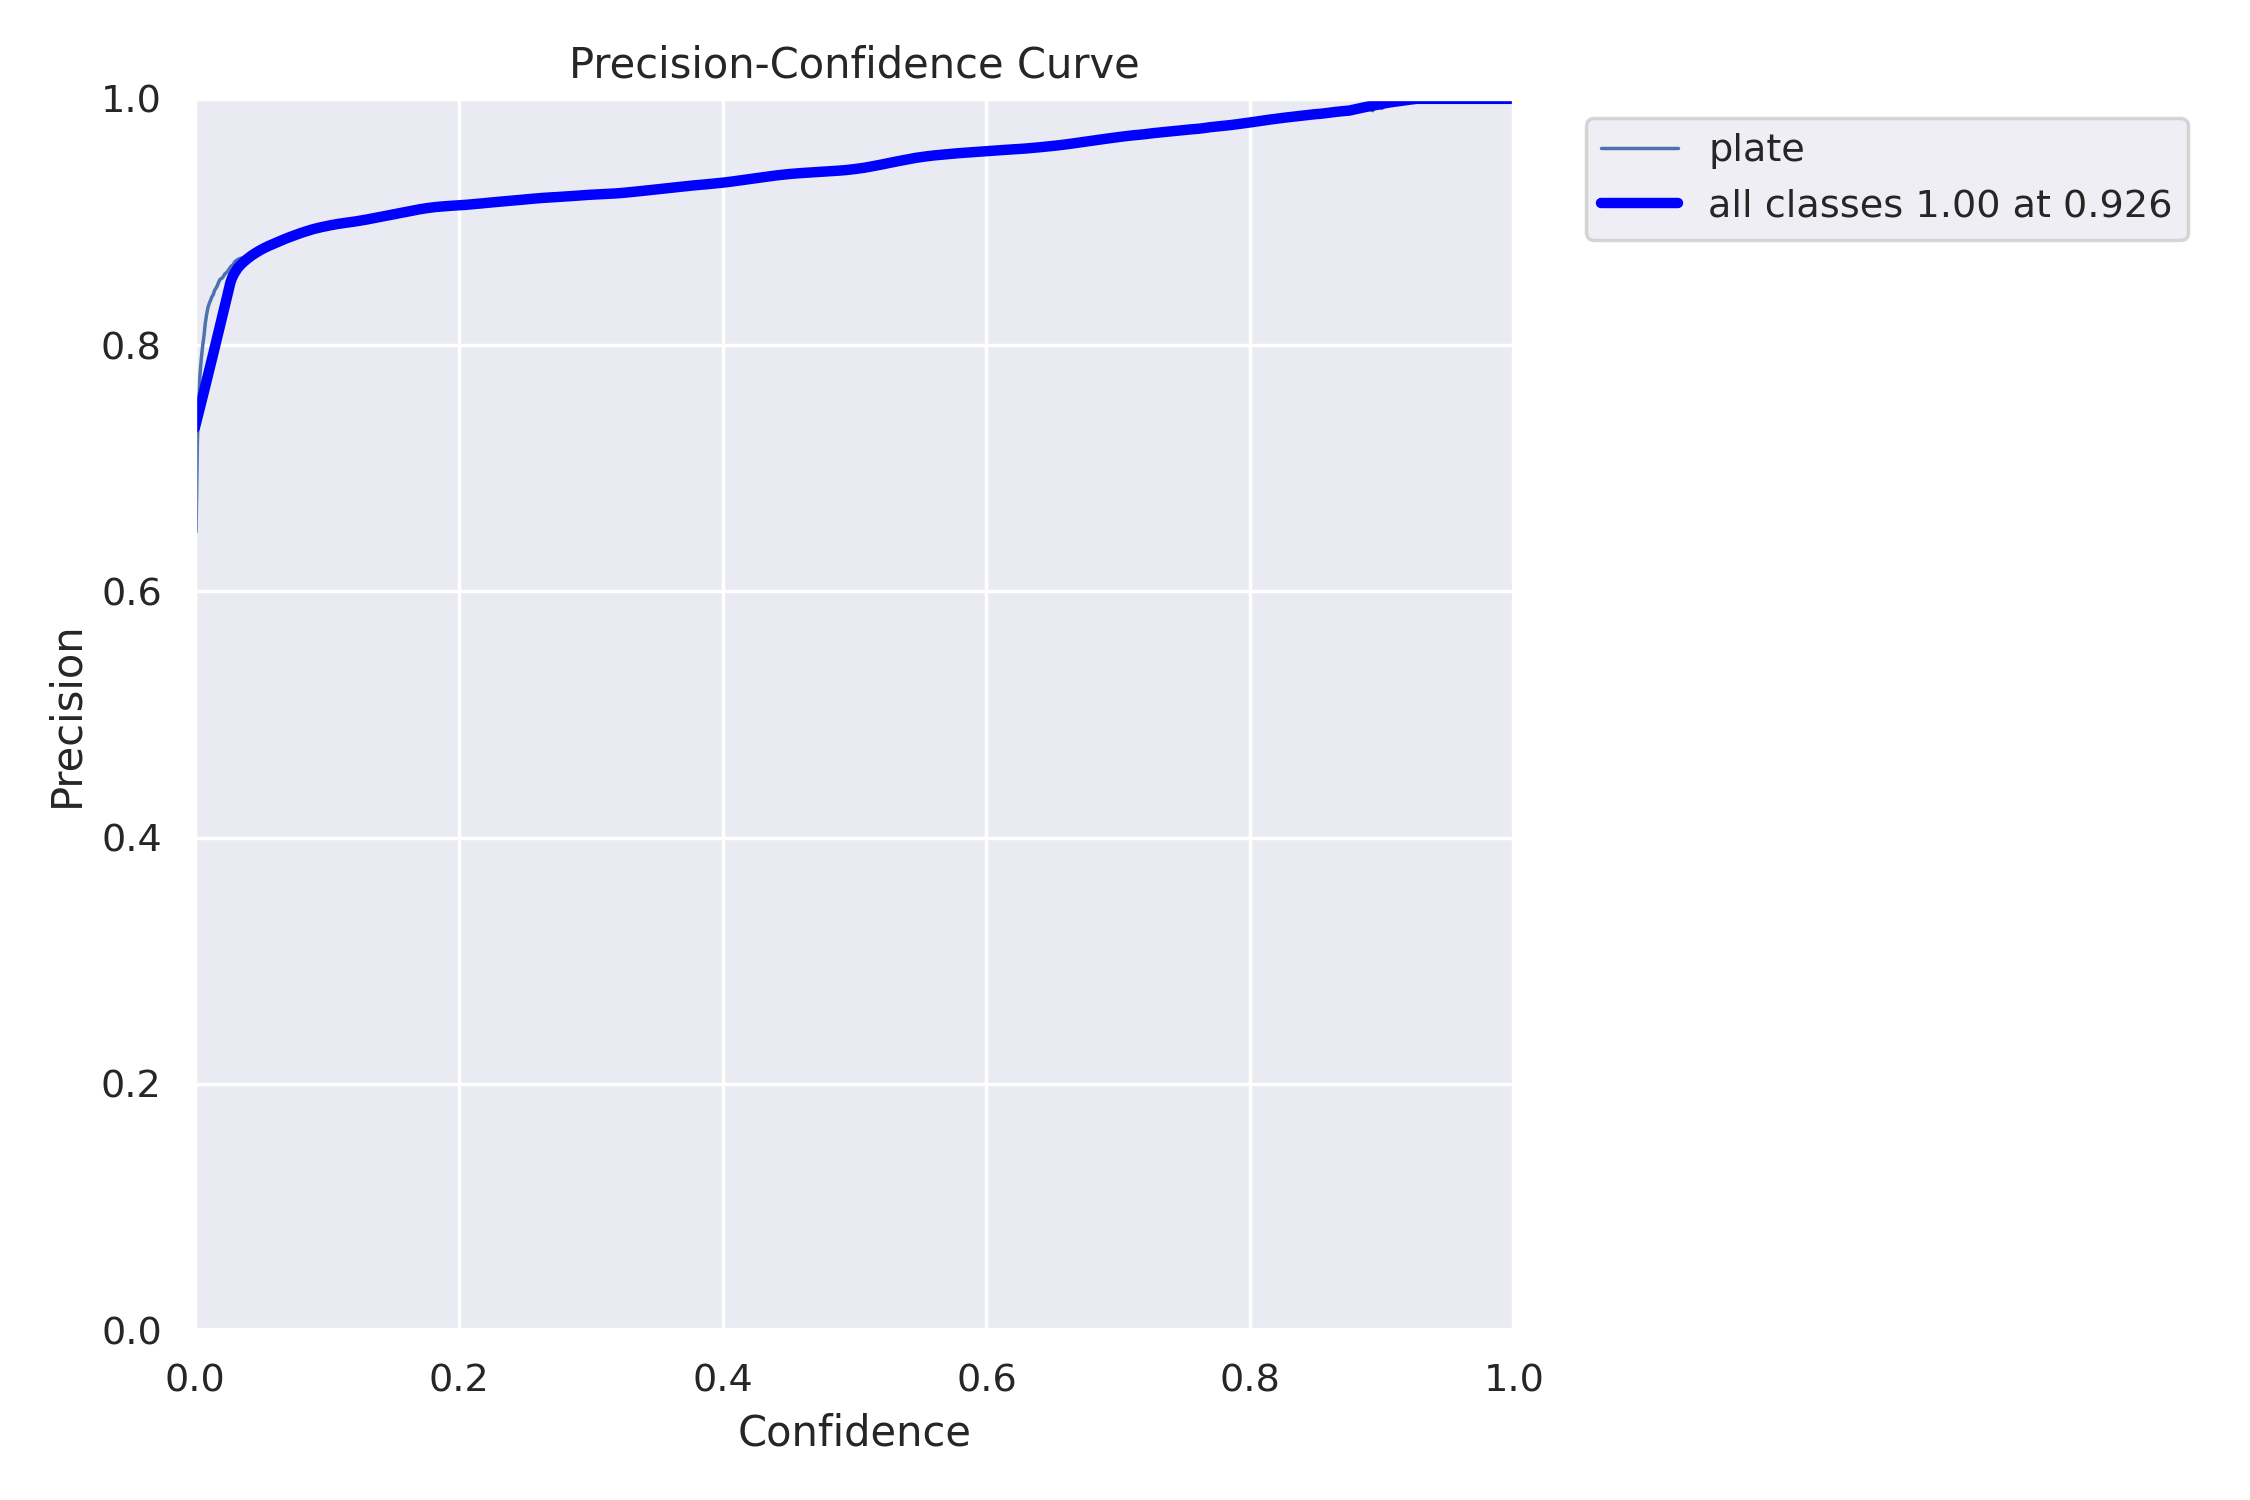 Precision-Confidence Curve
1.0
0.8
0.6
0.4
0.2
0.0
Precision
0.0 0.2 0.4 0.6 0.8 1.0
Confidence
plate
all classes 1.00 at 0.926